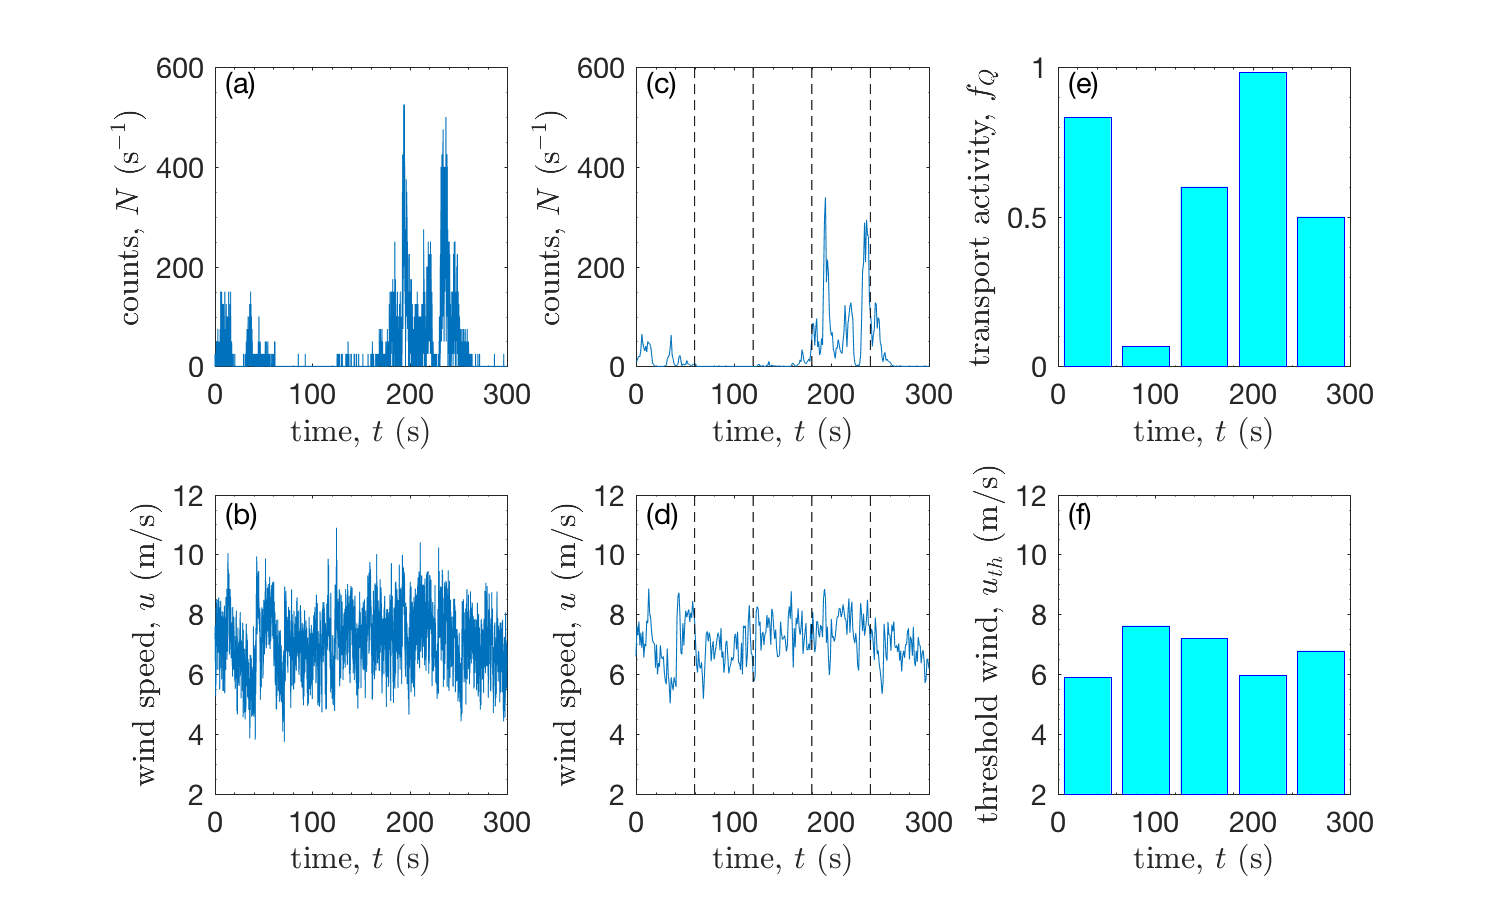 (a)
600
400
200
0
counts, N (s⁻¹)
0 100 200 300
time, t (s)
(c)
600
400
200
0
counts, N (s⁻¹)
0 100 200 300
time, t (s)
(e)
1
0.5
0
transport activity, f_Q
0 100 200 300
time, t (s)
(b)
12
10
8
6
4
2
wind speed, u (m/s)
0 100 200 300
time, t (s)
(d)
12
10
8
6
4
2
wind speed, u (m/s)
0 100 200 300
time, t (s)
(f)
12
10
8
6
4
2
threshold wind, u_th (m/s)
0 100 200 300
time, t (s)